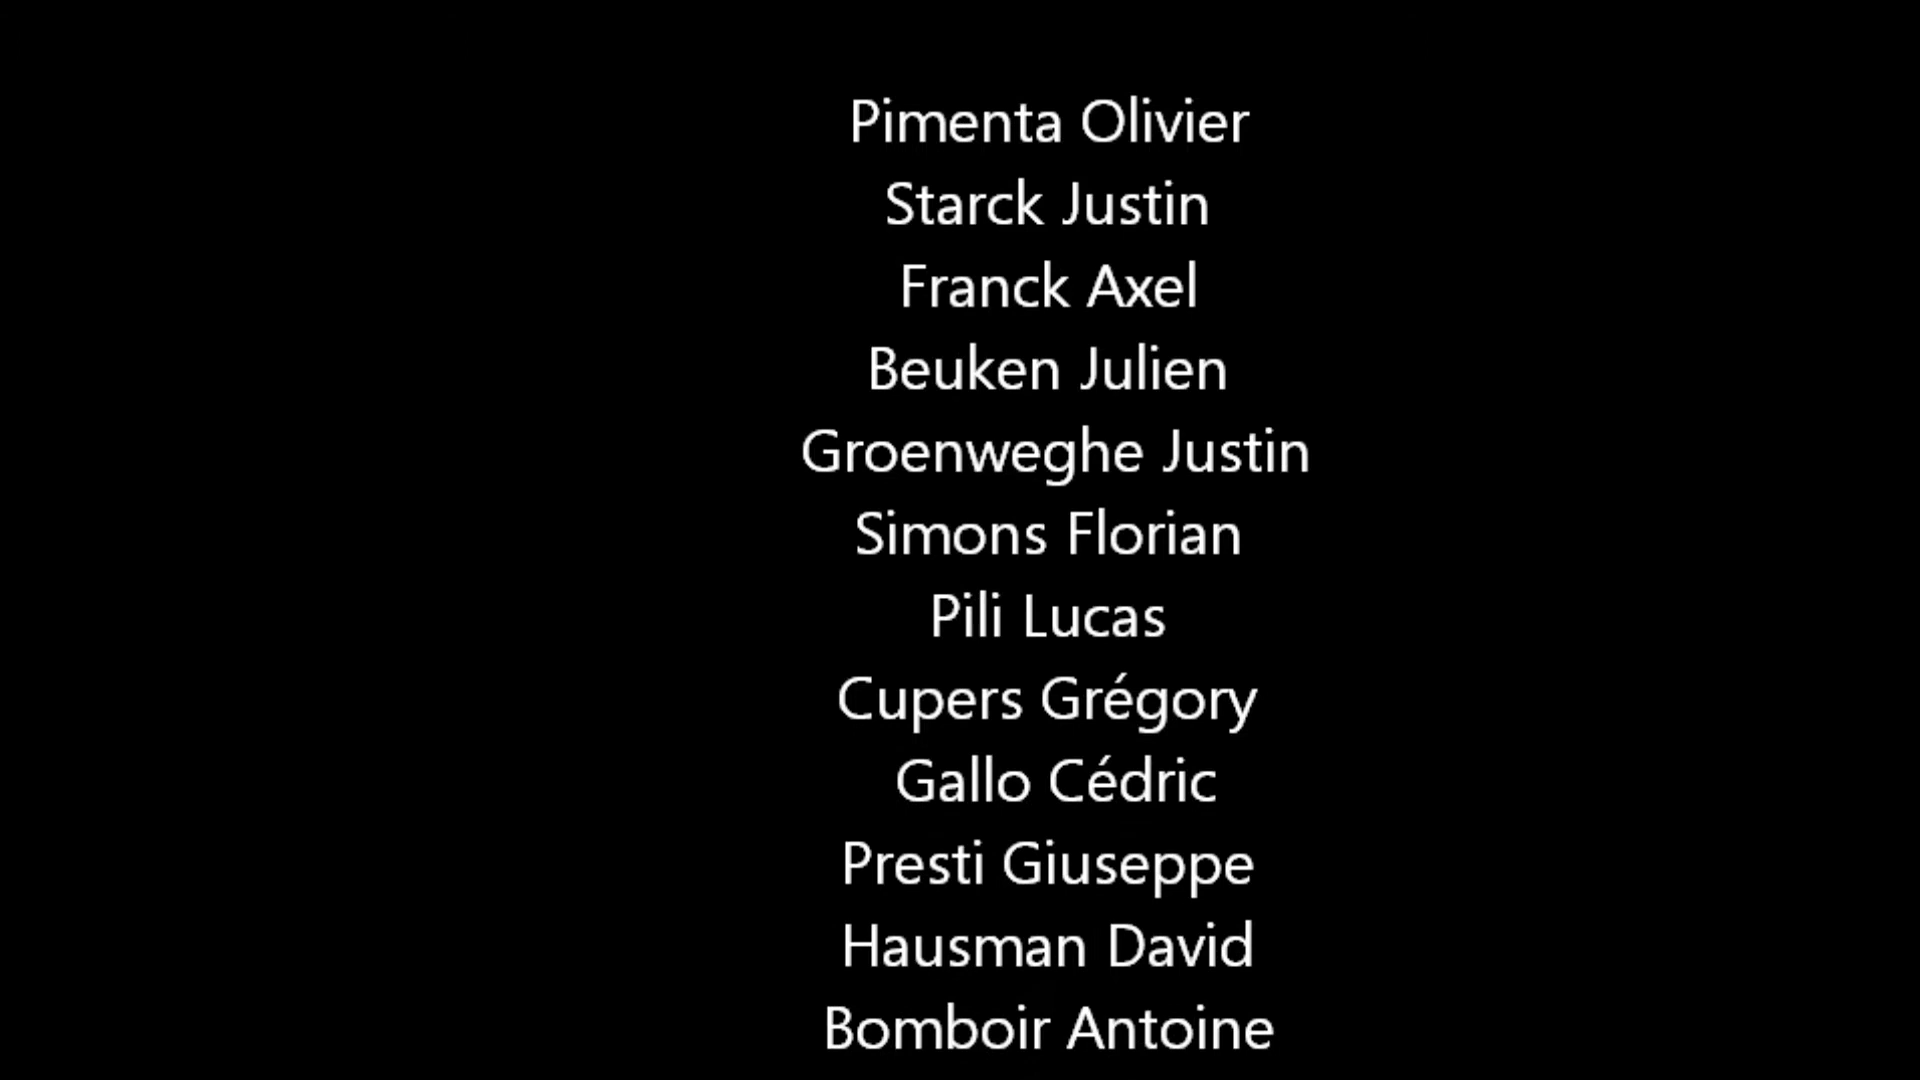 Pimenta Olivier
Starck Justin
Franck Axel
Beuken Julien
Groenweghe Justin
Simons Florian
Pili Lucas
Cupers Grégory
Gallo Cédric
Presti Giuseppe
Hausman David
Bomboir Antoine